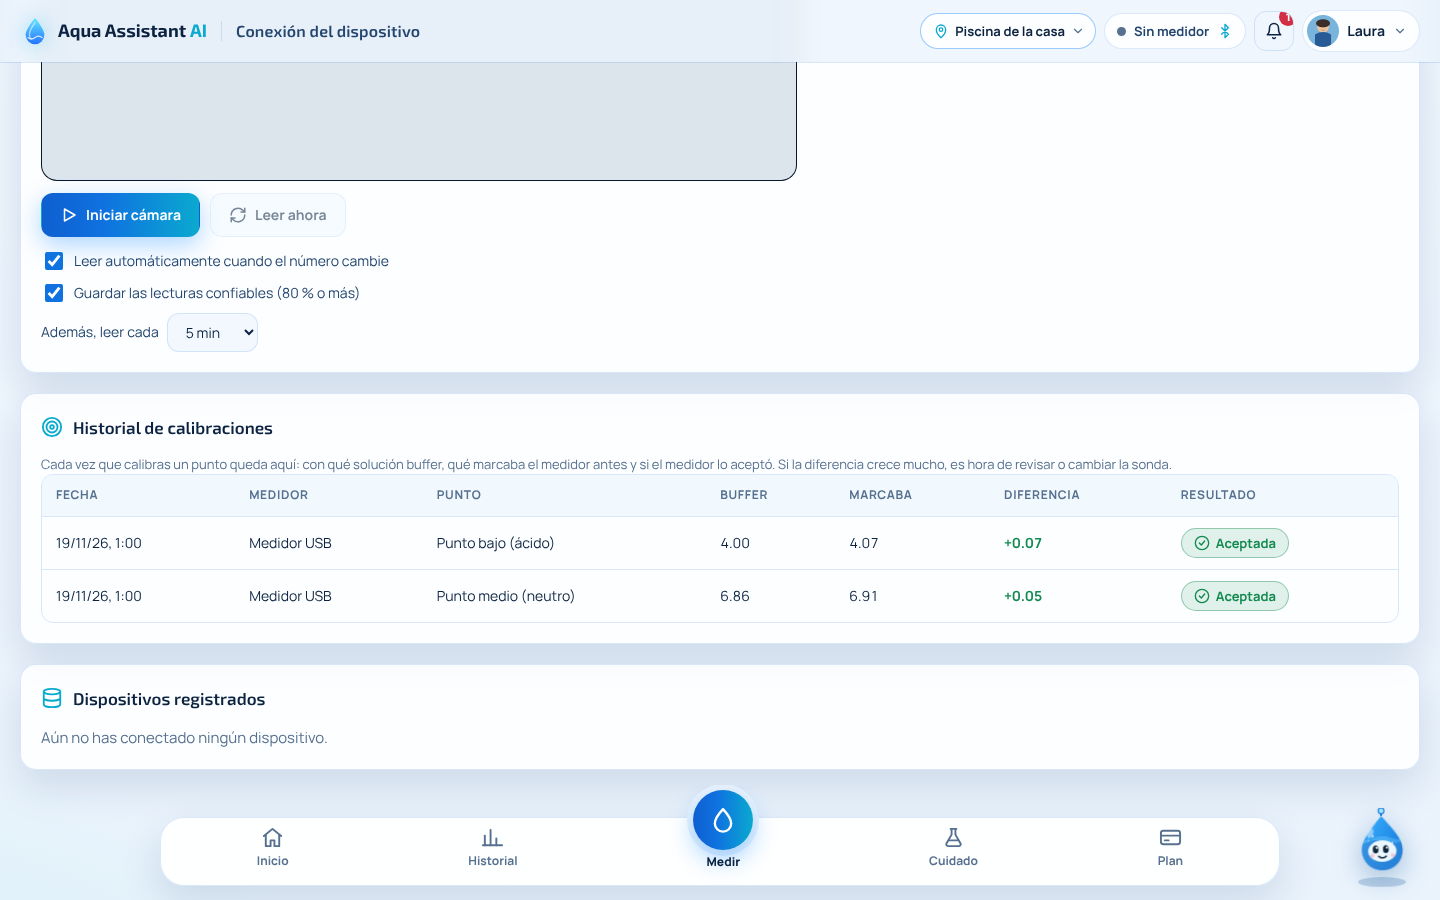 Aqua Assistant AI
Conexión del dispositivo
Piscina de la casa
Sin medidor
1
Laura
Iniciar cámara
Leer ahora
Leer automáticamente cuando el número cambie
Guardar las lecturas confiables (80 % o más)
Además, leer cada 5 min
Historial de calibraciones
Cada vez que calibras un punto queda aquí: con qué solución buffer, qué marcaba el medidor antes y si el medidor lo aceptó. Si la diferencia crece mucho, es hora de revisar o cambiar la sonda.
FECHA MEDIDOR PUNTO BUFFER MARCABA DIFERENCIA RESULTADO
19/11/26, 1:00 Medidor USB Punto bajo (ácido) 4.00 4.07 +0.07 Aceptada
19/11/26, 1:00 Medidor USB Punto medio (neutro) 6.86 6.91 +0.05 Aceptada
Dispositivos registrados
Aún no has conectado ningún dispositivo.
Inicio
Historial
Medir
Cuidado
Plan